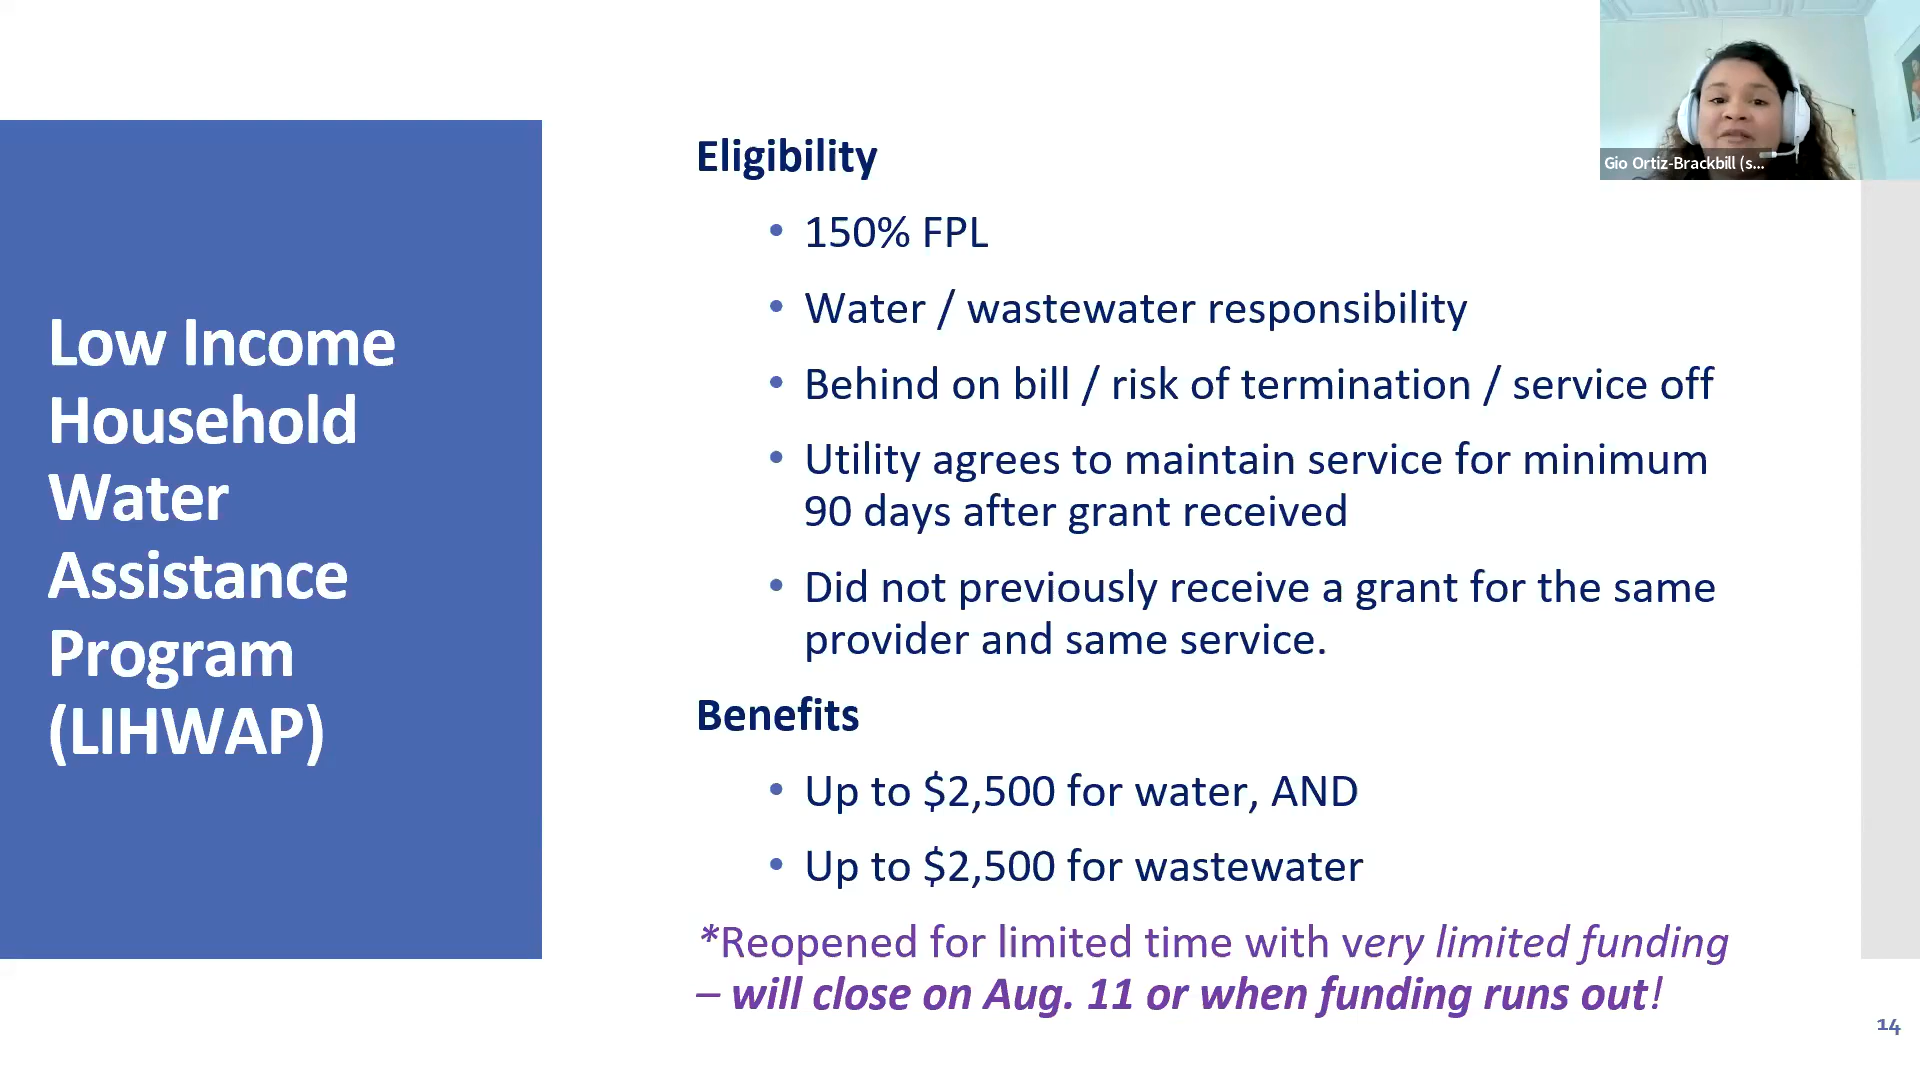 Low Income
Household
Water
Assistance
Program
(LIHWAP)
Eligibility
• 150% FPL
• Water / wastewater responsibility
• Behind on bill / risk of termination / service off
• Utility agrees to maintain service for minimum
90 days after grant received
• Did not previously receive a grant for the same
provider and same service.
Benefits
• Up to $2,500 for water, AND
• Up to $2,500 for wastewater
*Reopened for limited time with very limited funding
– will close on Aug. 11 or when funding runs out!
Gio Ortiz-Brackbill (s...
14